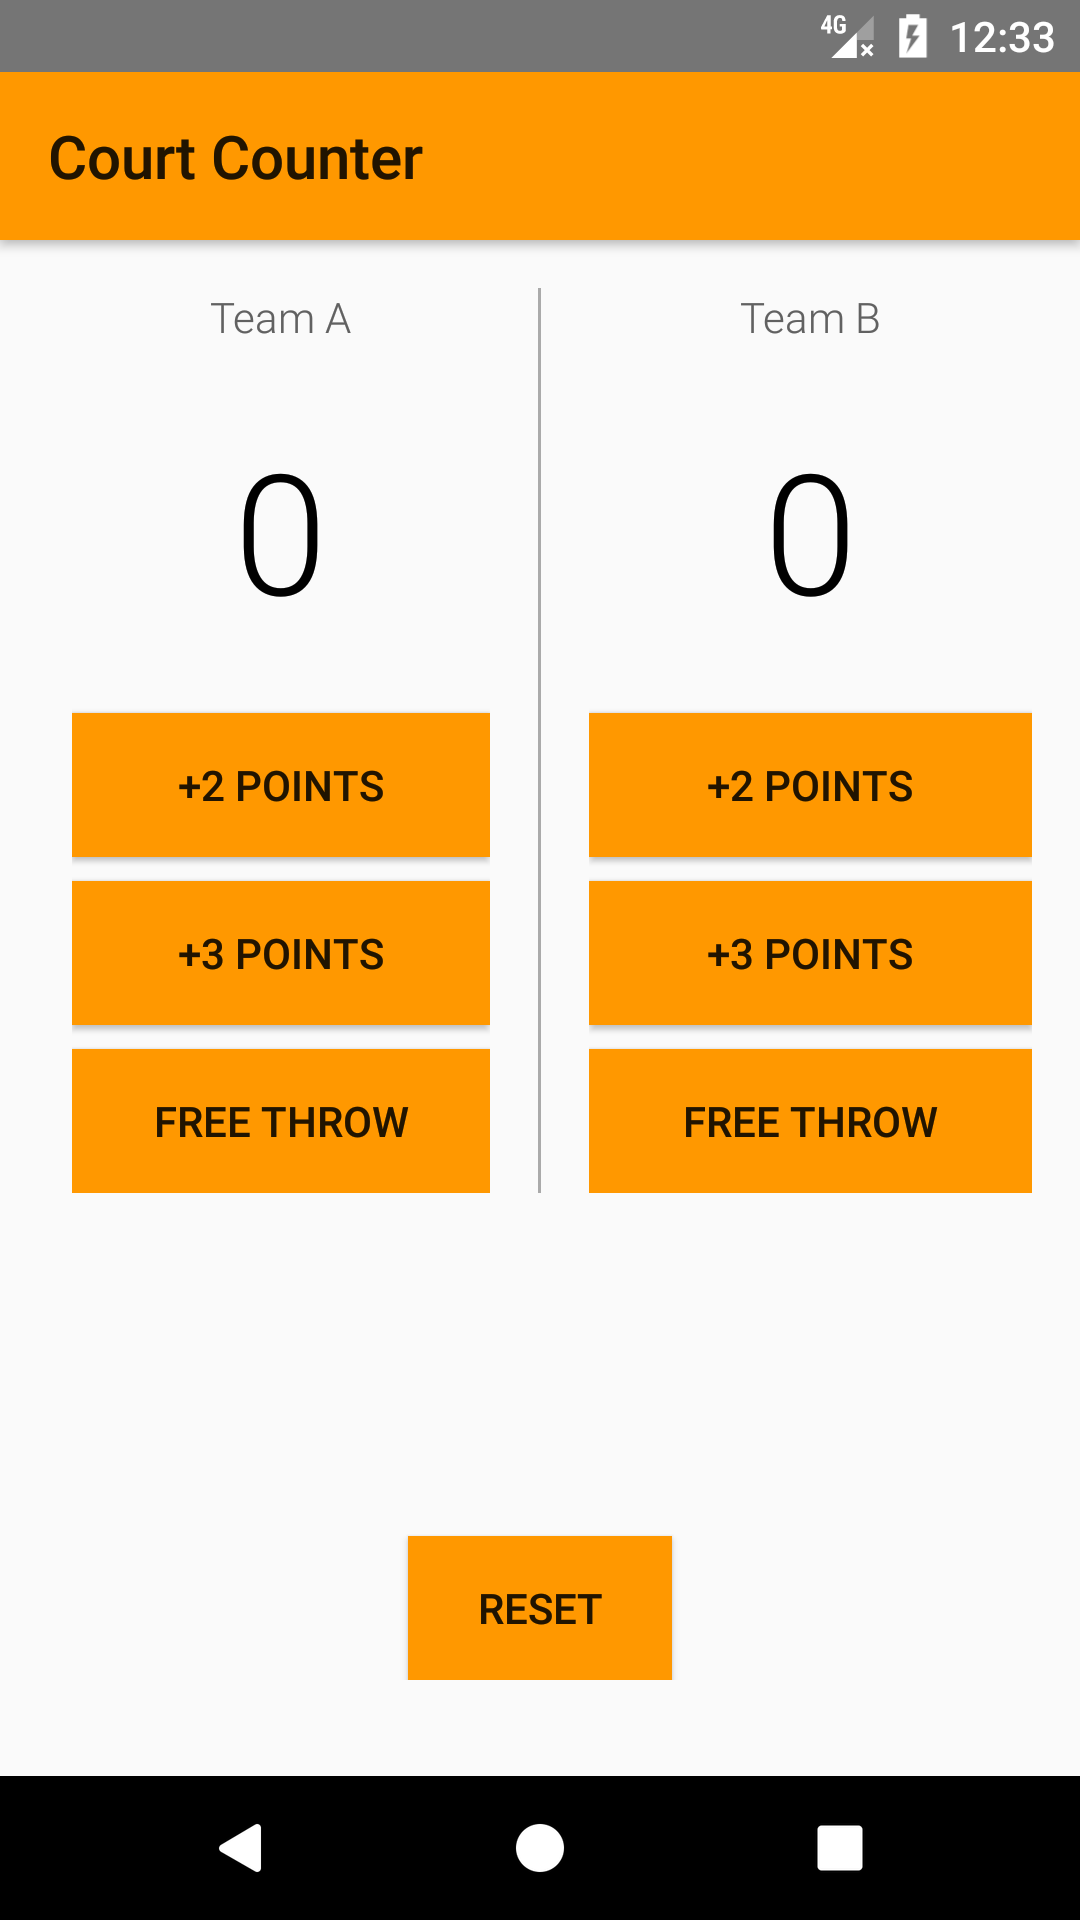 4G 12:33
Court Counter
Team A
0
+2 POINTS
+3 POINTS
FREE THROW
Team B
0
+2 POINTS
+3 POINTS
FREE THROW
RESET